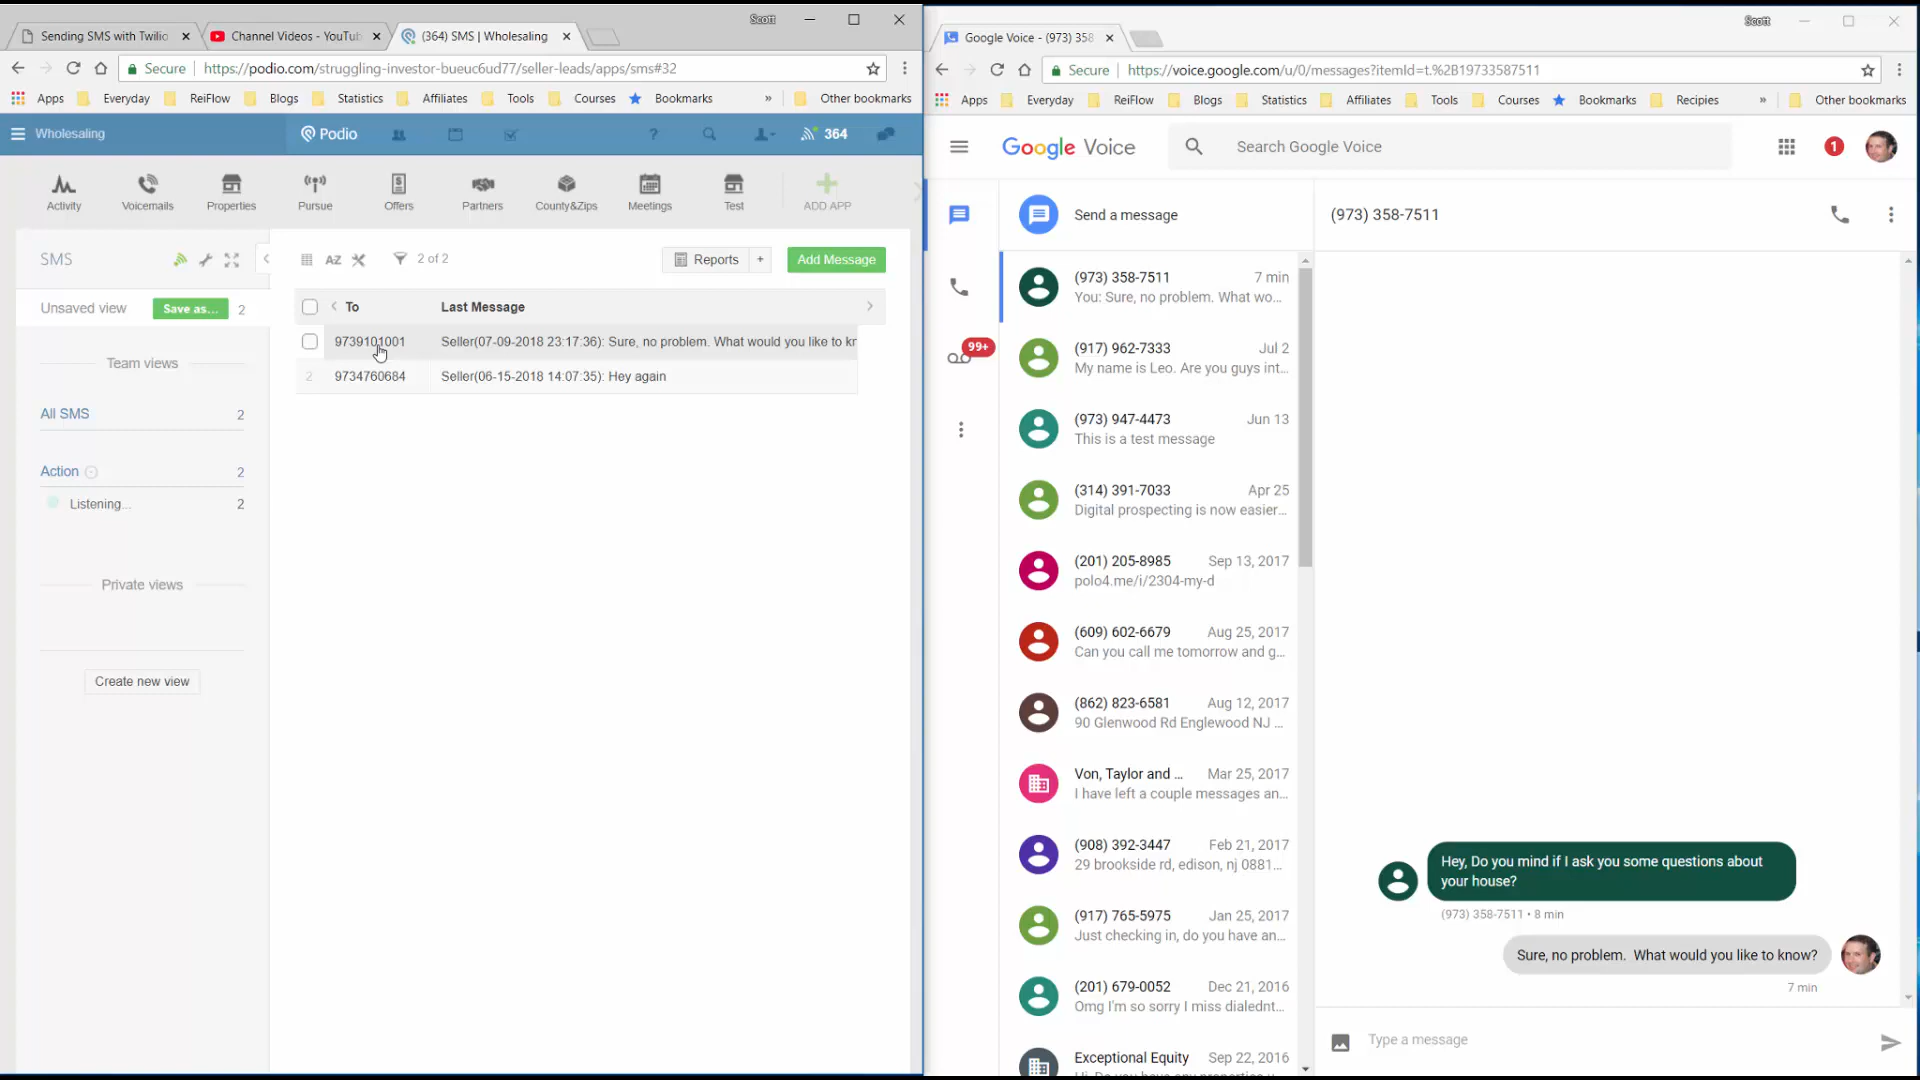 Scott
Sending SMS with Twilio
Channel Videos - YouTub
(364) SMS | Wholesaling
Secure
https://podio.com/struggling-investor-bueuc6ud77/seller-leads/apps/sms#32
Apps
Everyday
ReiFlow
Blogs
Statistics
Affiliates
Tools
Courses
Bookmarks
»
Other bookmarks
Wholesaling
Podio
?
364
Activity
Voicemails
Properties
Pursue
Offers
Partners
County&Zips
Meetings
Test
ADD APP
SMS
AZ
2 of 2
Reports
+
Add Message
Unsaved view
Save as...
2
To
Last Message
9739101001
Seller(07-09-2018 23:17:36): Sure, no problem. What would you like to kr
2
9734760684
Seller(06-15-2018 14:07:35): Hey again
Team views
All SMS
2
Action
2
Listening...
2
Private views
Create new view
Scott
Google Voice - (973) 358
Secure
https://voice.google.com/u/0/messages?itemId=t.%2B19733587511
Apps
Everyday
ReiFlow
Blogs
Statistics
Affiliates
Tools
Courses
Bookmarks
Recipies
»
Other bookmarks
Google Voice
Search Google Voice
1
99+
Send a message
(973) 358-7511
7 min
You: Sure, no problem. What wo...
(917) 962-7333
Jul 2
My name is Leo. Are you guys int...
(973) 947-4473
Jun 13
This is a test message
(314) 391-7033
Apr 25
Digital prospecting is now easier...
(201) 205-8985
Sep 13, 2017
polo4.me/i/2304-my-d
(609) 602-6679
Aug 25, 2017
Can you call me tomorrow and g...
(862) 823-6581
Aug 12, 2017
90 Glenwood Rd Englewood NJ ...
Von, Taylor and ...
Mar 25, 2017
I have left a couple messages an...
(908) 392-3447
Feb 21, 2017
29 brookside rd, edison, nj 0881...
(917) 765-5975
Jan 25, 2017
Just checking in, do you have an...
(201) 679-0052
Dec 21, 2016
Omg I'm so sorry I miss dialednt...
Exceptional Equity
Sep 22, 2016
(973) 358-7511
Hey, Do you mind if I ask you some questions about
your house?
(973) 358-7511 • 8 min
Sure, no problem. What would you like to know?
7 min
Type a message